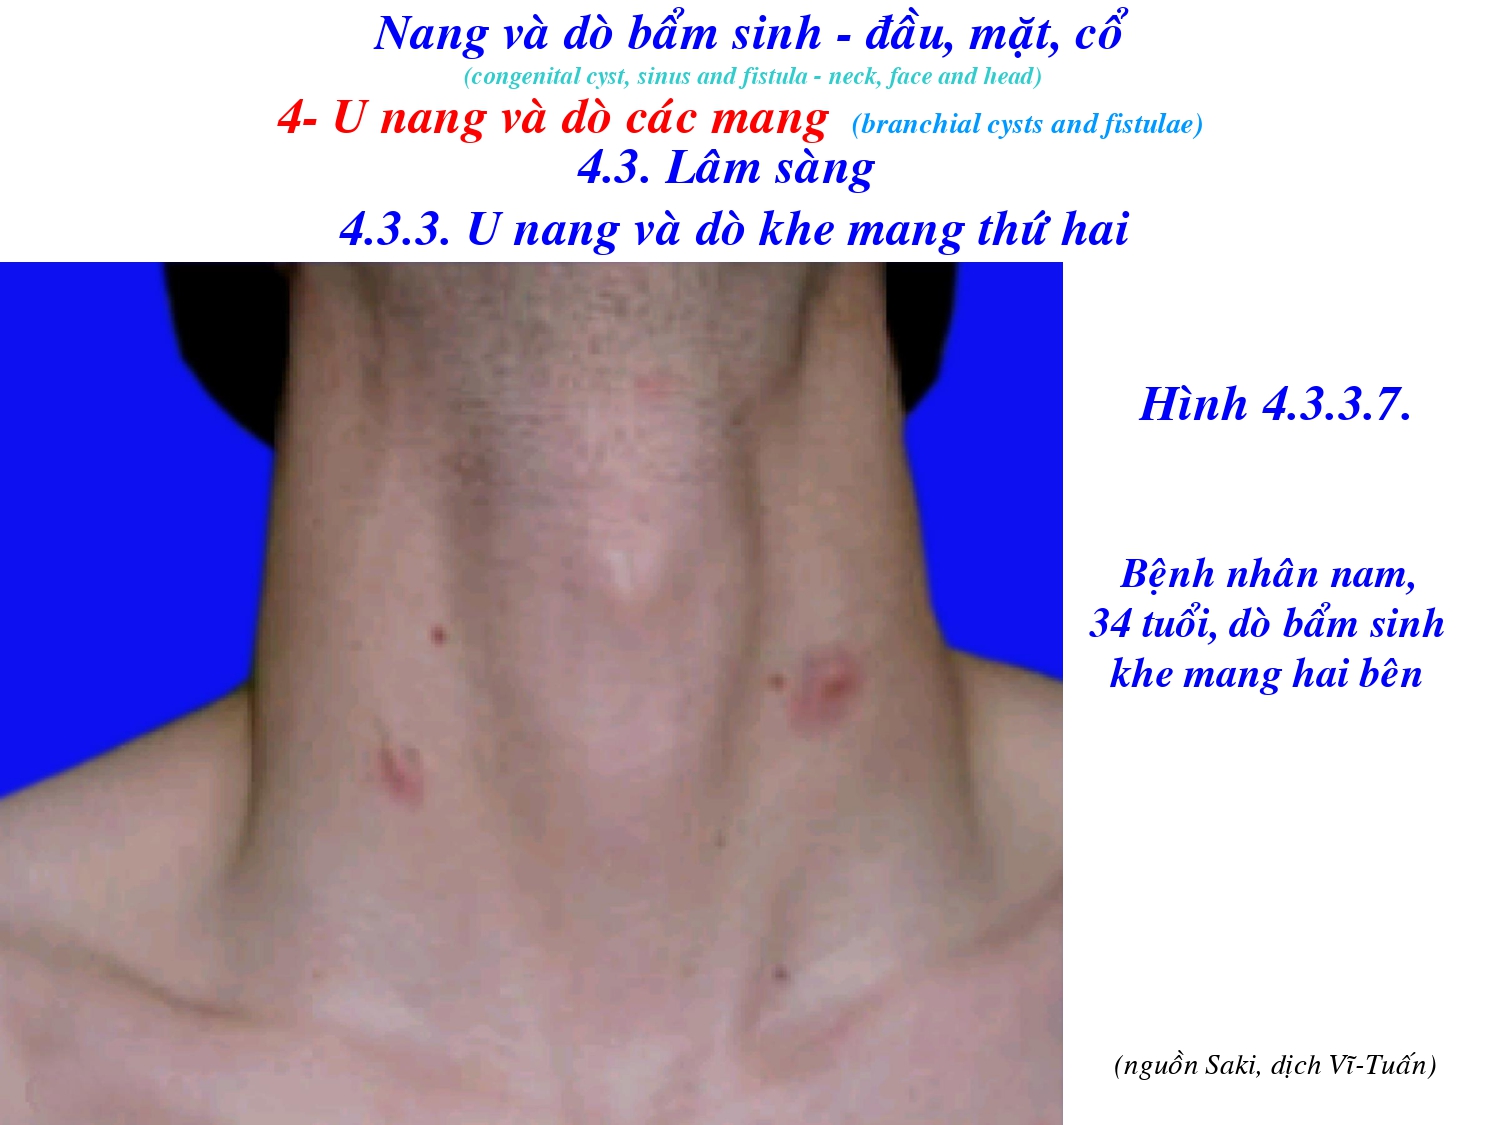 Nang và dò bẩm sinh - đầu, mặt, cổ
(congenital cyst, sinus and fistula - neck, face and head)
4- U nang và dò các mang (branchial cysts and fistulae)
4.3. Lâm sàng
4.3.3. U nang và dò khe mang thứ hai
Hình 4.3.3.7.
Bệnh nhân nam,
34 tuổi, dò bẩm sinh
khe mang hai bên
(nguồn Saki, dịch Vĩ-Tuấn)